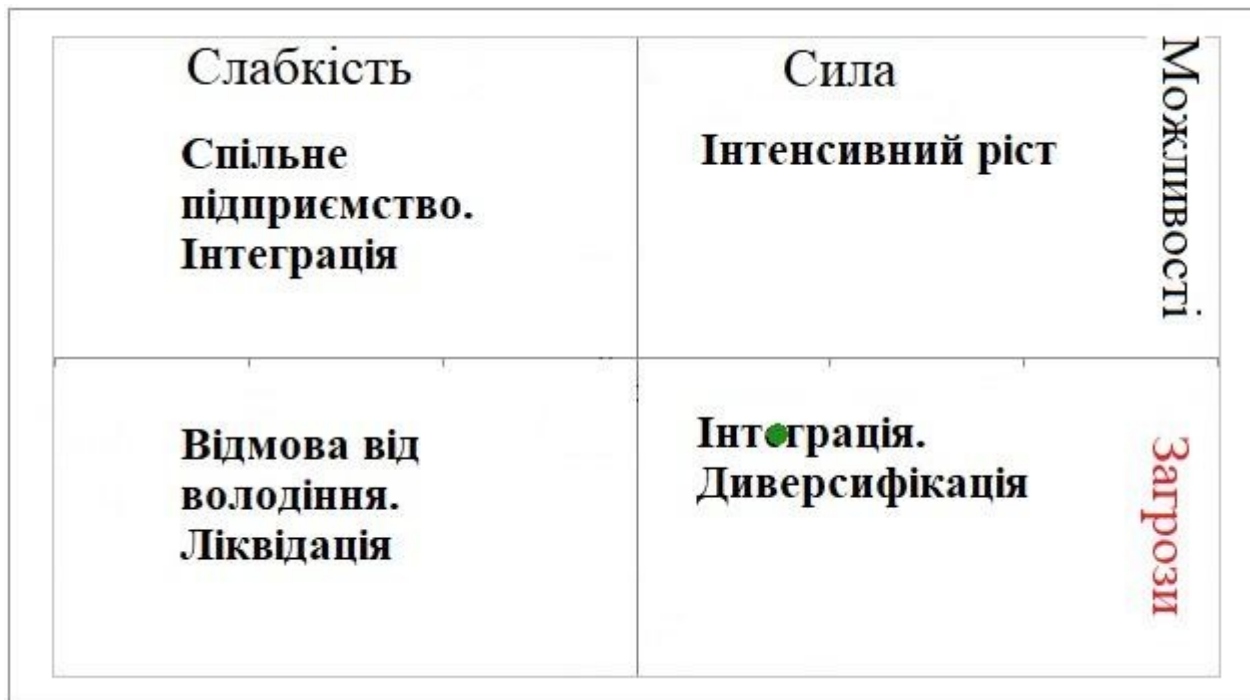 Слабкість
Сила
Можливості
Спільне
підприємство.
Інтеграція
Інтенсивний ріст
Відмова від
володіння.
Ліквідація
Інтеграція.
Диверсифікація
Загрози